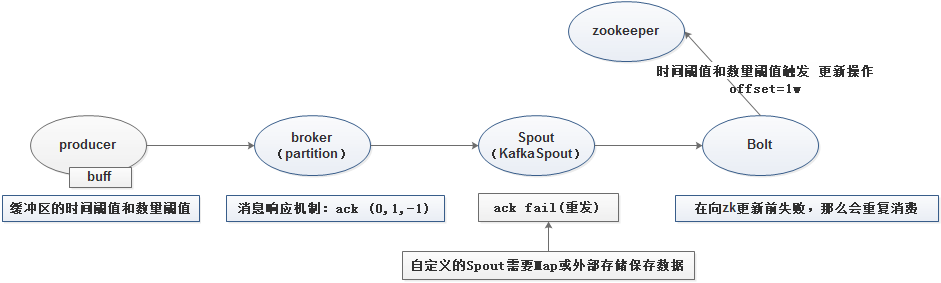 zookeeper
时间阈值和数量阈值触发 更新操作
offset=1w
producer
buff
broker
(partition)
Spout
(KafkaSpout)
Bolt
缓冲区的时间阈值和数量阈值
消息响应机制: ack (0,1,-1)
ack fail(重发)
在向zk更新前失败，那么会重复消费
自定义的Spout需要Map或外部存储保存数据